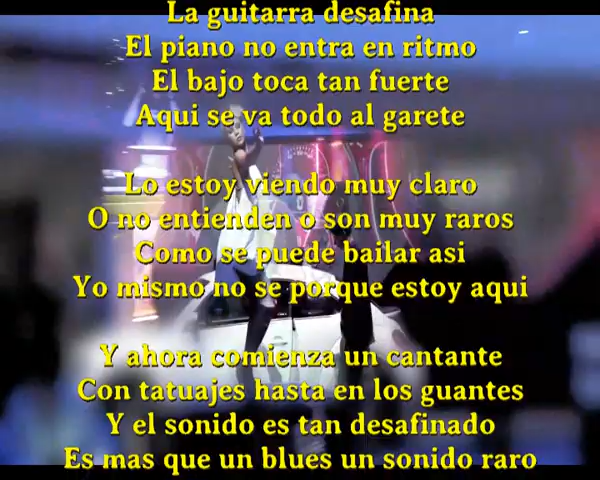 La guitarra desafina
El piano no entra en ritmo
El bajo toca tan fuerte
Aqui se va todo al garete
Lo estoy viendo muy claro
O no entienden o son muy raros
Como se puede bailar asi
Yo mismo no se porque estoy aqui
Y ahora comienza un cantante
Con tatuajes hasta en los guantes
Y el sonido es tan desafinado
Es mas que un blues un sonido raro